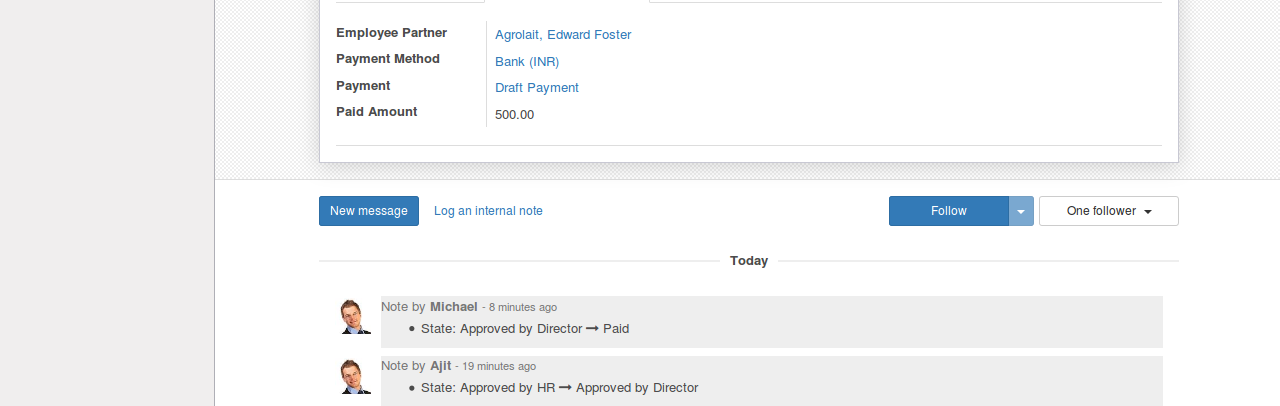 Employee Partner Agrolait, Edward Foster
Payment Method Bank (INR)
Payment Draft Payment
Paid Amount 500.00
New message Log an internal note Follow One follower
Today
Note by Michael - 8 minutes ago
• State: Approved by Director → Paid
Note by Ajit - 19 minutes ago
• State: Approved by HR → Approved by Director